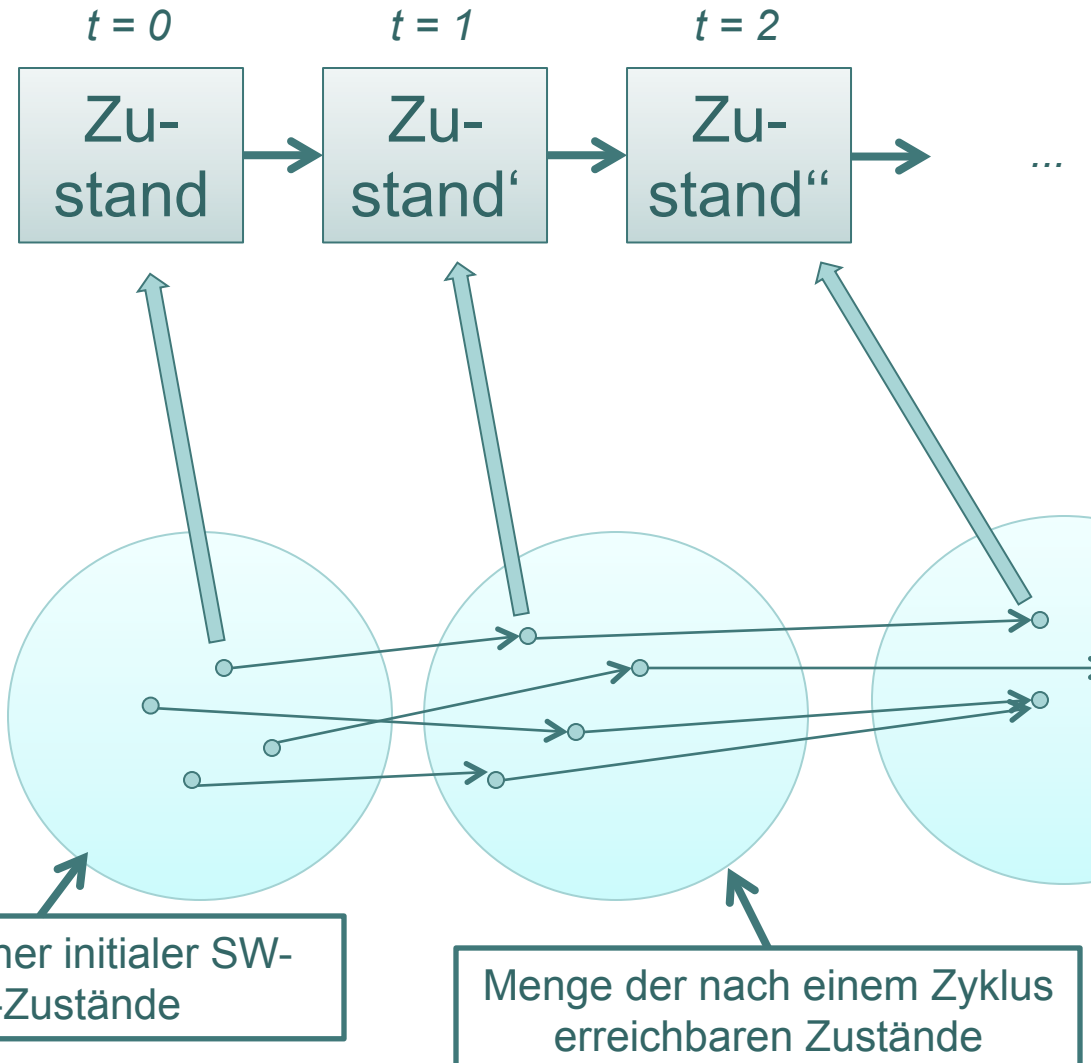 t = 0
t = 1
t = 2
Zu-
stand
Zu-
stand‘
Zu-
stand“
...
initialer SW-
-Zustände
Menge der nach einem Zyklus
erreichbaren Zustände